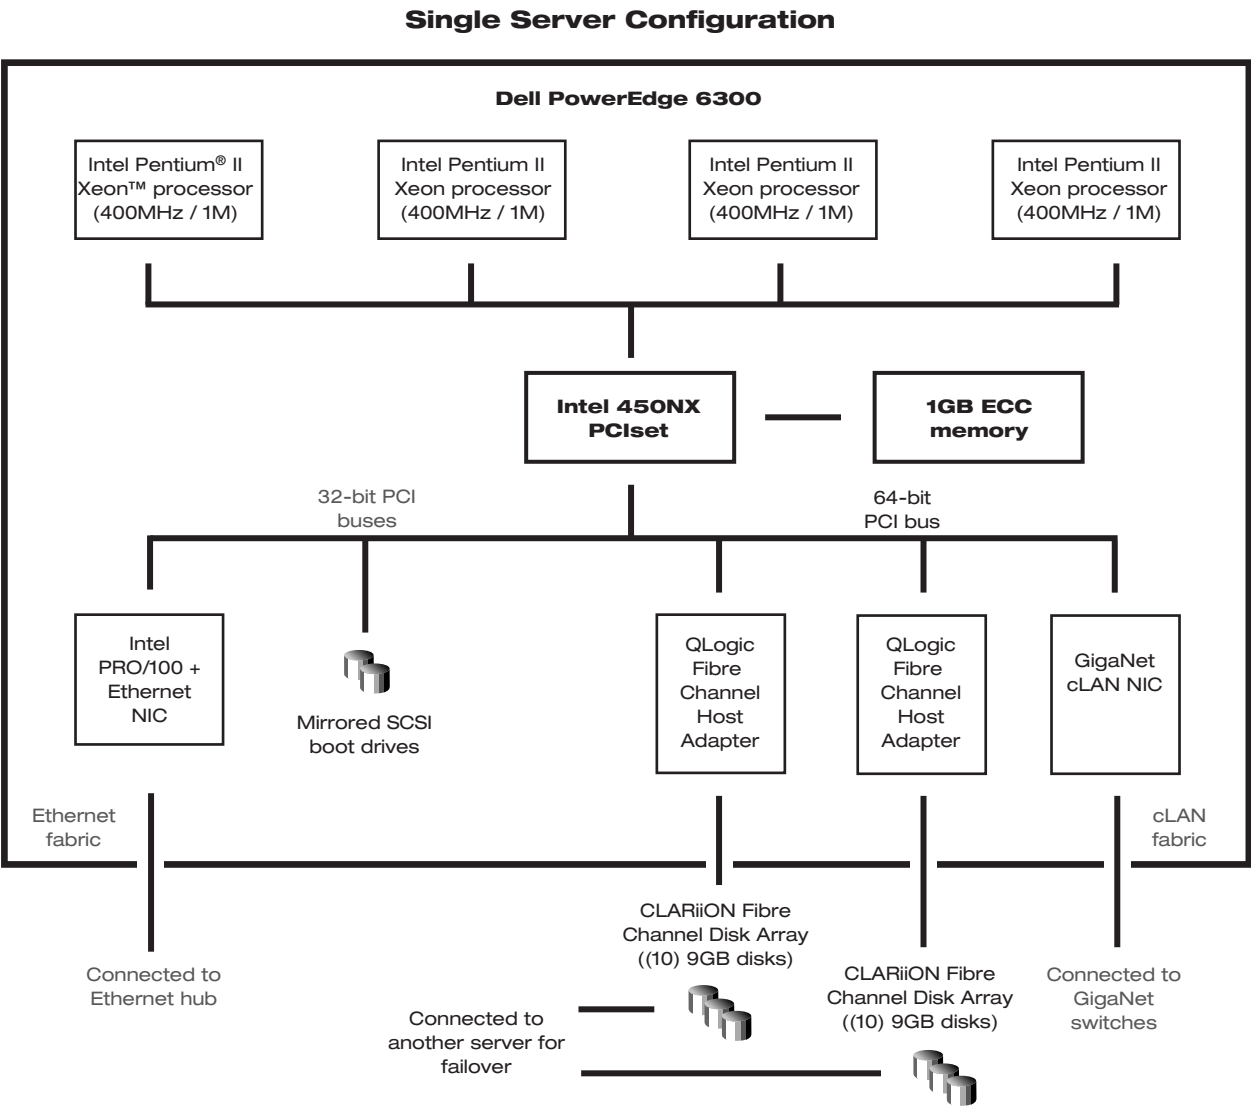 Single Server Configuration
Dell PowerEdge 6300
Intel Pentium® II
Xeon™ processor
(400MHz / 1M)
Intel Pentium II
Xeon processor
(400MHz / 1M)
Intel Pentium II
Xeon processor
(400MHz / 1M)
Intel Pentium II
Xeon processor
(400MHz / 1M)
Intel 450NX
PCIset
1GB ECC
memory
32-bit PCI
buses
64-bit
PCI bus
Intel
PRO/100 +
Ethernet
NIC
Mirrored SCSI
boot drives
QLogic
Fibre
Channel
Host
Adapter
QLogic
Fibre
Channel
Host
Adapter
GigaNet
cLAN NIC
Ethernet
fabric
cLAN
fabric
Connected to
Ethernet hub
CLARiiON Fibre
Channel Disk Array
((10) 9GB disks)
CLARiiON Fibre
Channel Disk Array
((10) 9GB disks)
Connected to
GigaNet
switches
Connected to
another server for
failover